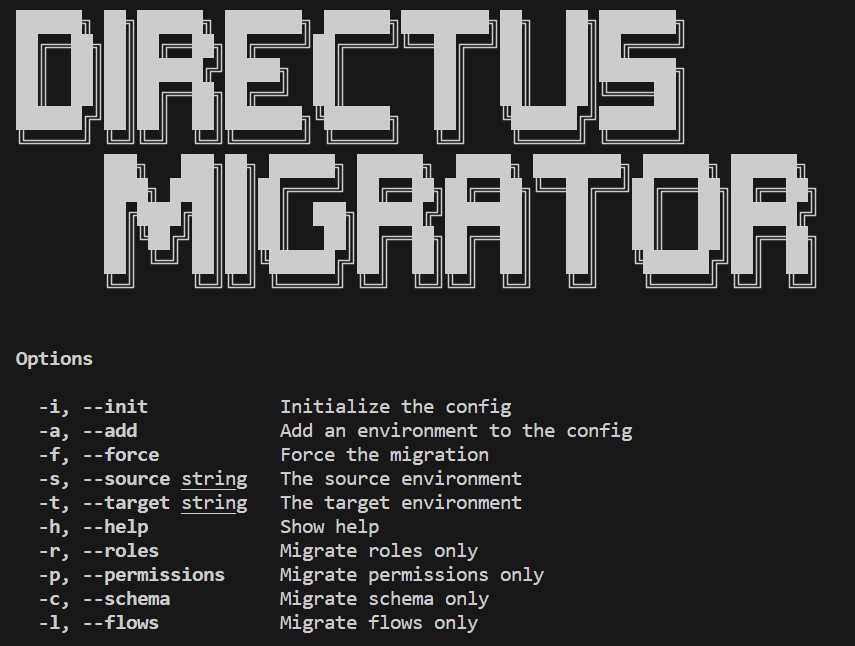 DIRECTUS
MIGRATOR
Options
-i, --init Initialize the config
-a, --add Add an environment to the config
-f, --force Force the migration
-s, --source string The source environment
-t, --target string The target environment
-h, --help Show help
-r, --roles Migrate roles only
-p, --permissions Migrate permissions only
-c, --schema Migrate schema only
-l, --flows Migrate flows only